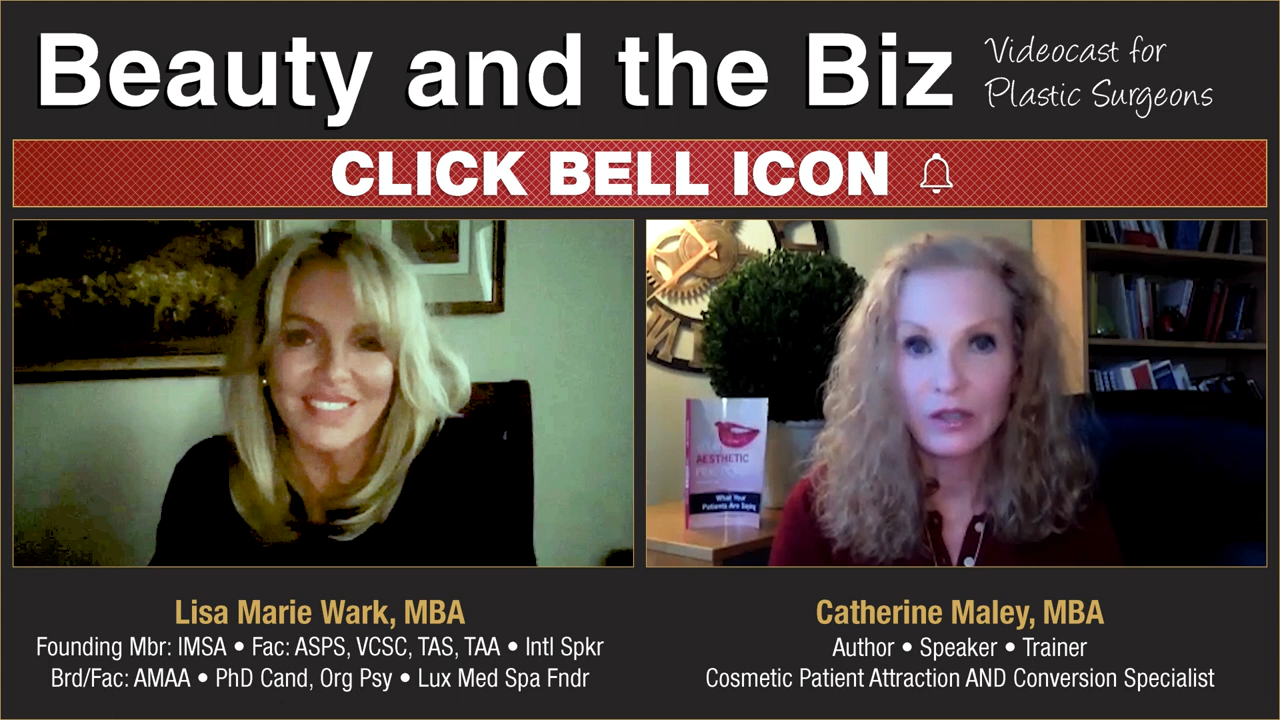 Beauty and the Biz
Videocast for
Plastic Surgeons
CLICK BELL ICON
AESTHETIC
What Your
Patients Are Saying
Lisa Marie Wark, MBA
Founding Mbr: IMSA • Fac: ASPS, VCSC, TAS, TAA • Intl Spkr
Brd/Fac: AMAA • PhD Cand, Org Psy • Lux Med Spa Fndr
Catherine Maley, MBA
Author • Speaker • Trainer
Cosmetic Patient Attraction AND Conversion Specialist